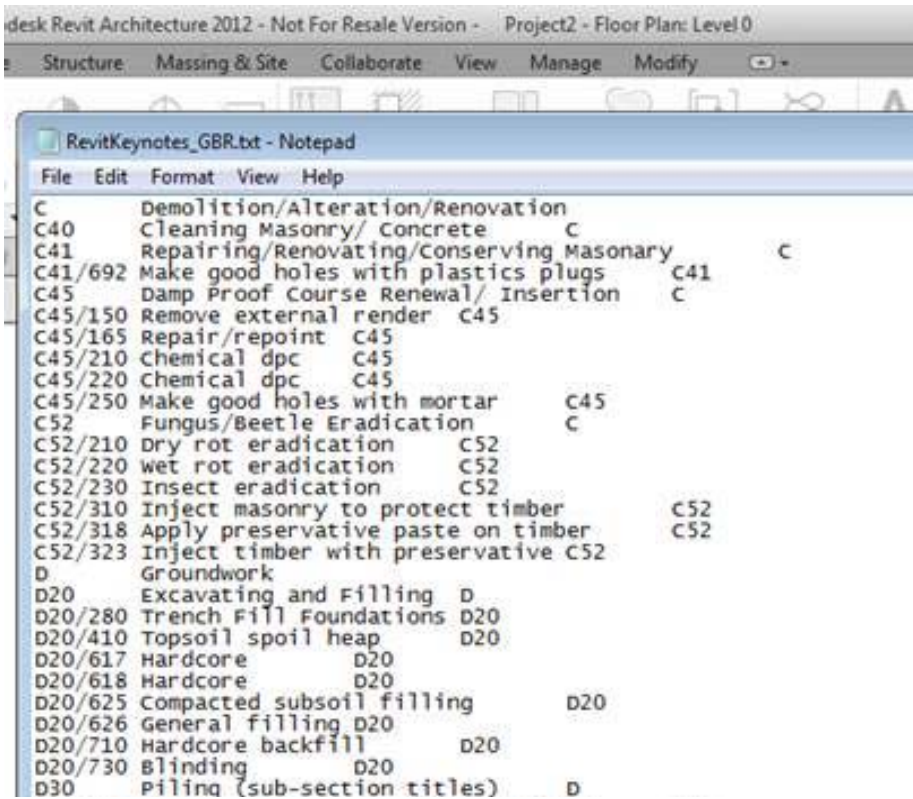 desk Revit Architecture 2012 - Not For Resale Version -    Project2 - Floor Plan: Level 0
Structure Massing & Site Collaborate View Manage Modify
RevitKeynotes_GBR.txt - Notepad
File Edit Format View Help
C Demolition/Alteration/Renovation
C40 Cleaning Masonry/ Concrete C
C41 Repairing/Renovating/Conserving Masonary C
C41/692 Make good holes with plastics plugs C41
C45 Damp Proof Course Renewal/ Insertion C
C45/150 Remove external render C45
C45/165 Repair/repoint C45
C45/210 Chemical dpc C45
C45/220 Chemical dpc C45
C45/250 Make good holes with mortar C45
C52 Fungus/Beetle Eradication C
C52/210 Dry rot eradication C52
C52/220 Wet rot eradication C52
C52/230 Insect eradication C52
C52/310 Inject masonry to protect timber C52
C52/318 Apply preservative paste on timber C52
C52/323 Inject timber with preservative C52
D Groundwork
D20 Excavating and Filling D
D20/280 Trench Fill Foundations D20
D20/410 Topsoil spoil heap D20
D20/617 Hardcore D20
D20/618 Hardcore D20
D20/625 Compacted subsoil filling D20
D20/626 General filling D20
D20/710 Hardcore backfill D20
D20/730 Blinding D20
D30 Piling (sub-section titles) D